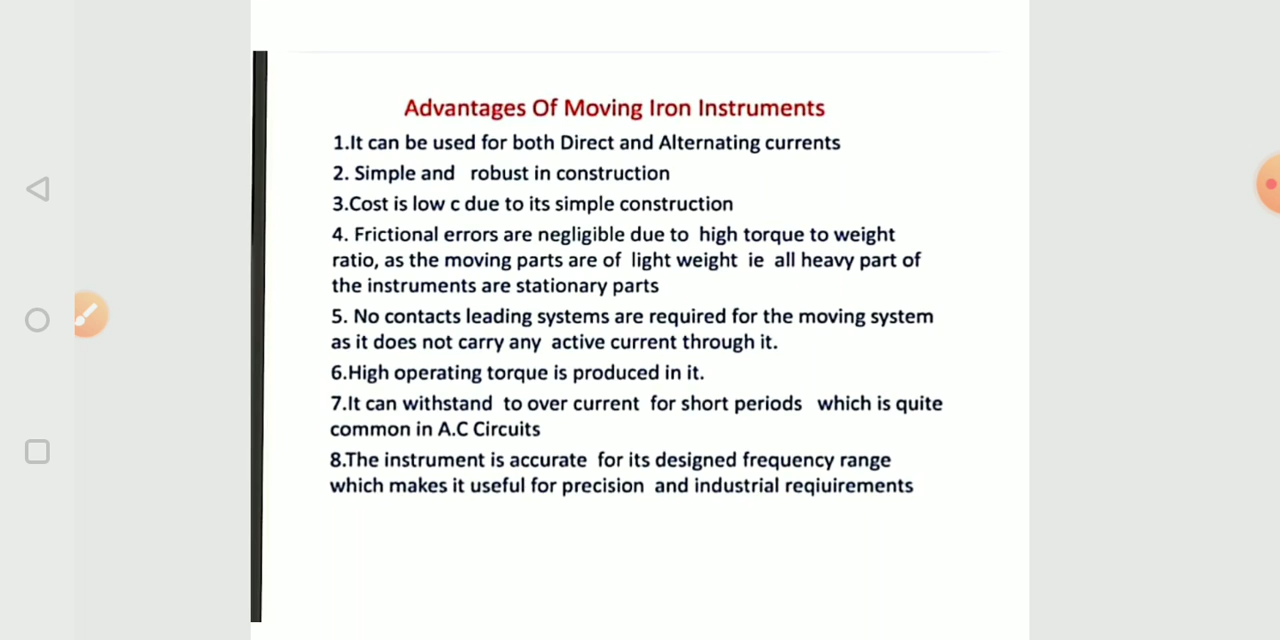 Advantages Of Moving Iron Instruments
1.It can be used for both Direct and Alternating currents
2. Simple and robust in construction
3.Cost is low c due to its simple construction
4. Frictional errors are negligible due to high torque to weight
ratio, as the moving parts are of light weight ie all heavy part of
the instruments are stationary parts
5. No contacts leading systems are required for the moving system
as it does not carry any active current through it.
6.High operating torque is produced in it.
7.It can withstand to over current for short periods which is quite
common in A.C Circuits
8.The instrument is accurate for its designed frequency range
which makes it useful for precision and industrial reqiuirements